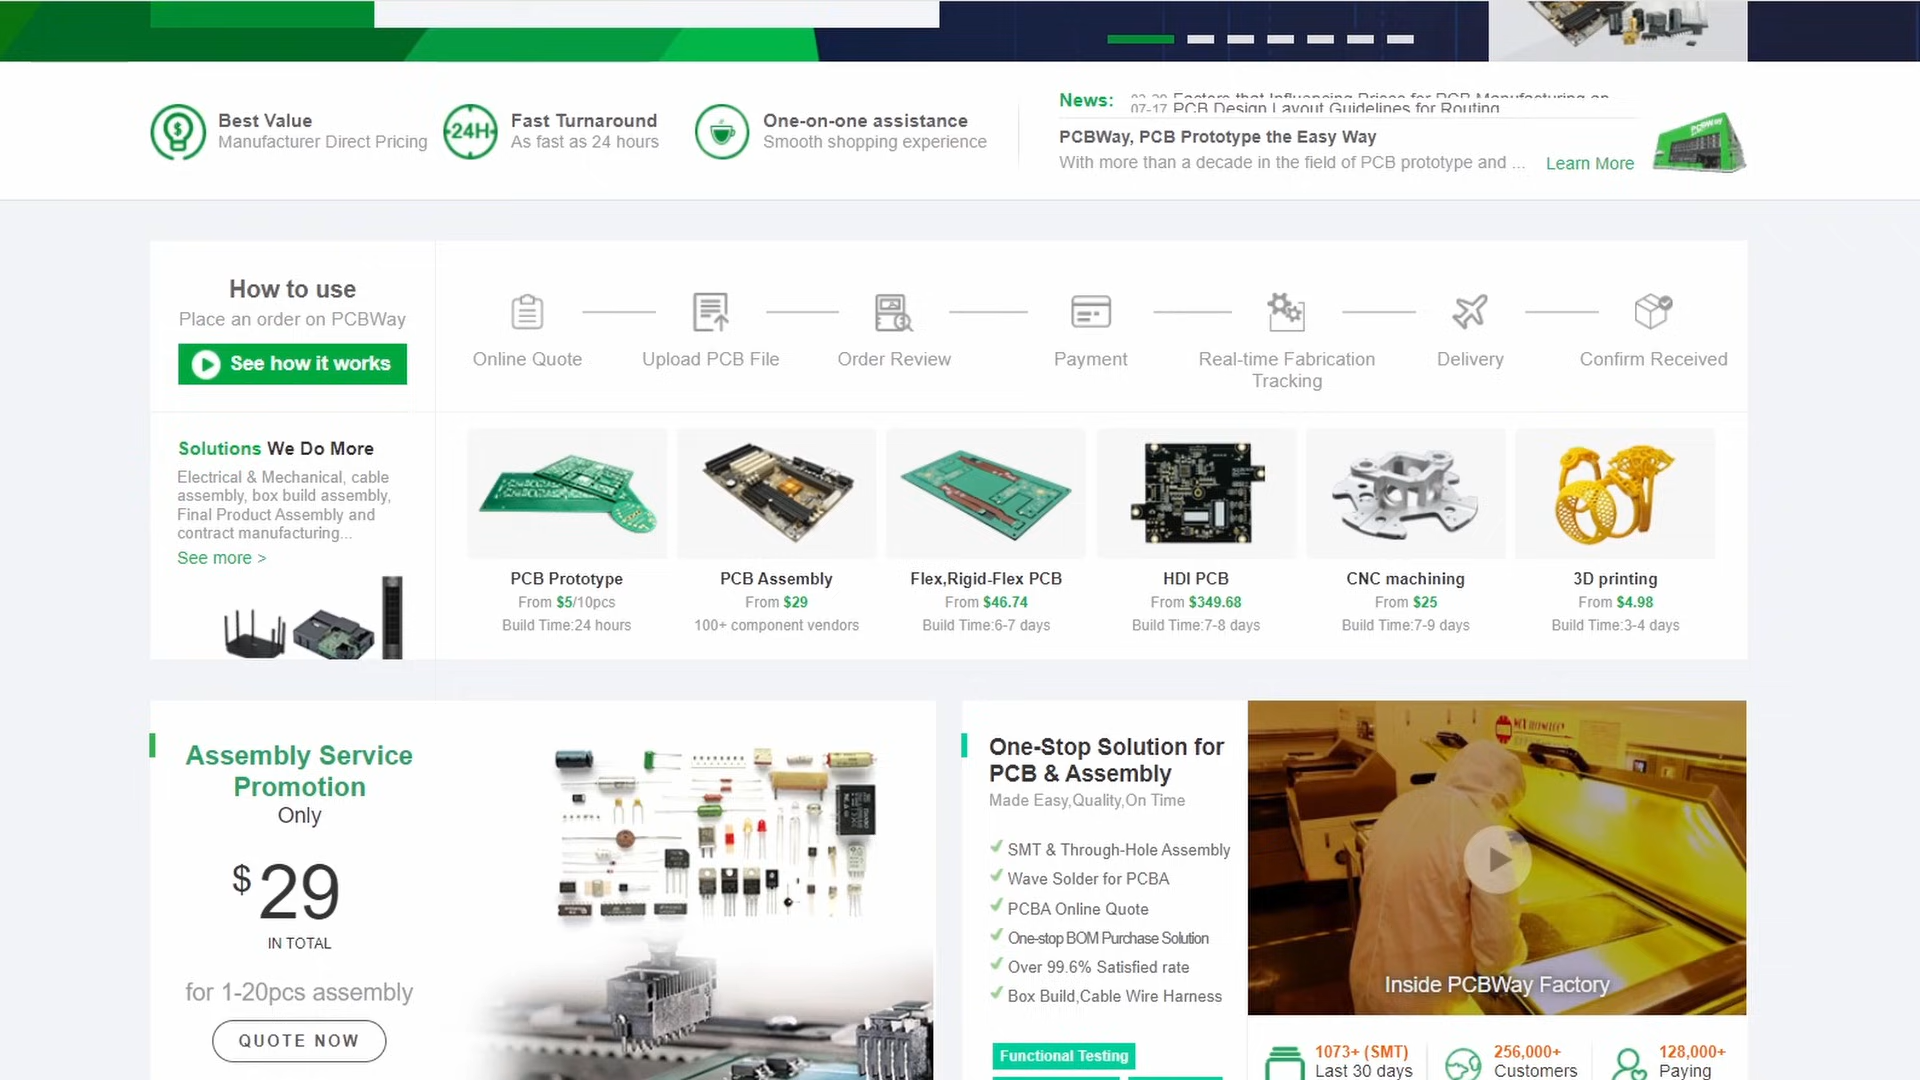 Best Value
Manufacturer Direct Pricing
24H
Fast Turnaround
As fast as 24 hours
One-on-one assistance
Smooth shopping experience
News:
07-17 PCB Design Layout Guidelines for Routing
PCBWay, PCB Prototype the Easy Way
With more than a decade in the field of PCB prototype and ...
Learn More
How to use
Place an order on PCBWay
See how it works
Online Quote
Upload PCB File
Order Review
Payment
Real-time Fabrication
Tracking
Delivery
Confirm Received
Solutions We Do More
Electrical & Mechanical, cable
assembly, box build assembly,
Final Product Assembly and
contract manufacturing...
See more >
PCB Prototype
From $5/10pcs
Build Time:24 hours
PCB Assembly
From $29
100+ component vendors
Flex,Rigid-Flex PCB
From $46.74
Build Time:6-7 days
HDI PCB
From $349.68
Build Time:7-8 days
CNC machining
From $25
Build Time:7-9 days
3D printing
From $4.98
Build Time:3-4 days
Assembly Service
Promotion
Only
$29
IN TOTAL
for 1-20pcs assembly
QUOTE NOW
One-Stop Solution for
PCB & Assembly
Made Easy,Quality,On Time
SMT & Through-Hole Assembly
Wave Solder for PCBA
PCBA Online Quote
One-stop BOM Purchase Solution
Over 99.6% Satisfied rate
Box Build,Cable Wire Harness
Functional Testing
Inside PCBWay Factory
1073+ (SMT)
Last 30 days
256,000+
Customers
128,000+
Paying